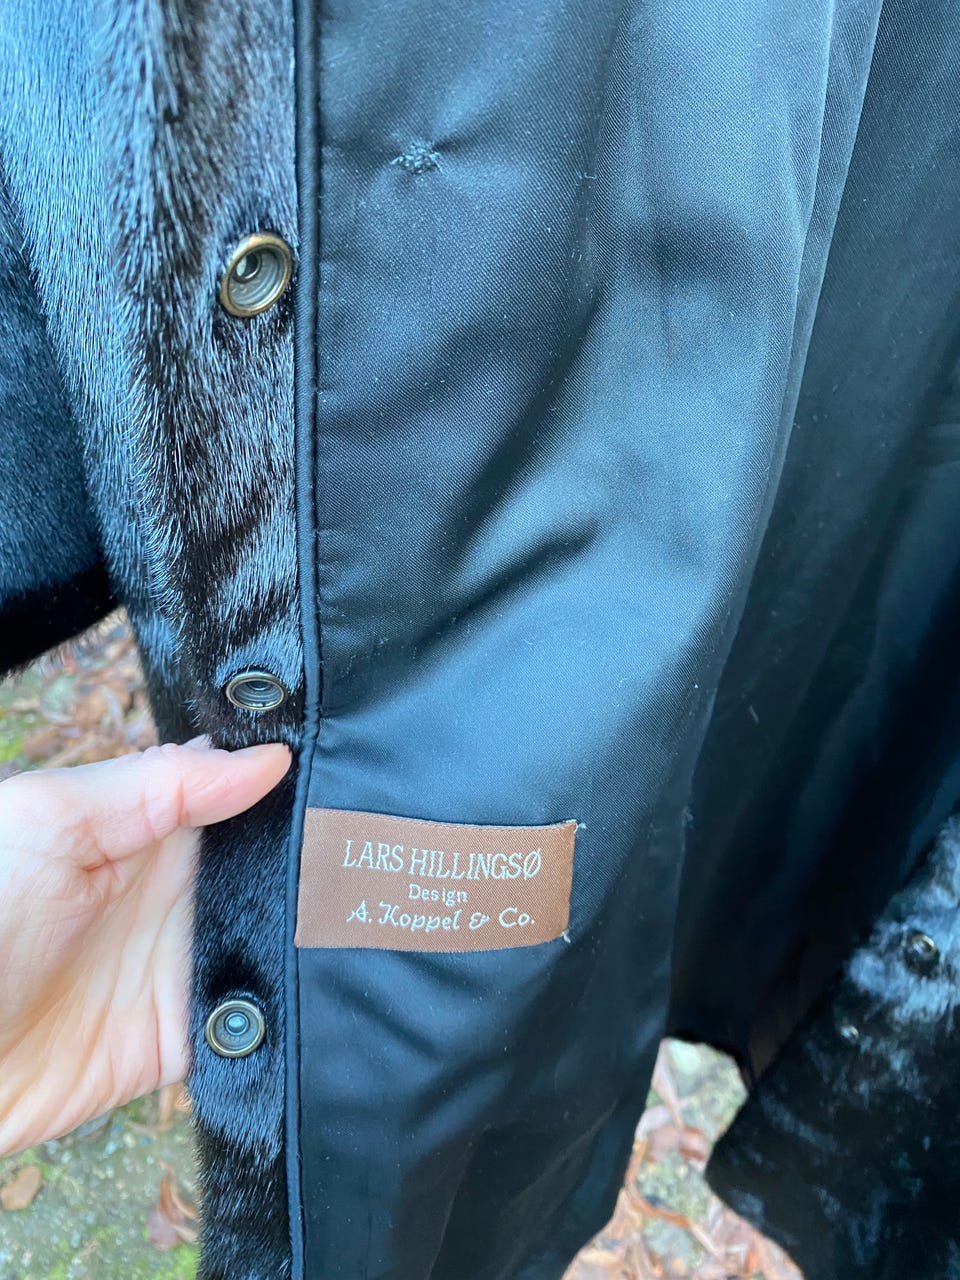 LARS HILLINGSØ
Design
A. Koppel & Co.